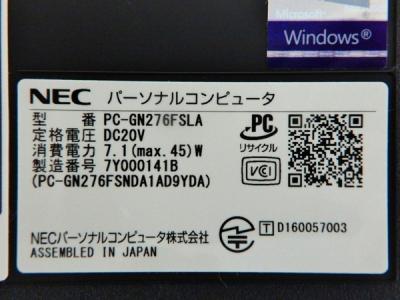 Microsoft
Windows®
NEC パーソナルコンピュータ
型 番 PC-GN276FSLA
定格電圧 DC20V
消費電力 7.1(max.45)W
製造番号 7Y000141B
(PC-GN276FSNDA1AD9YDA)
PC
リサイクル
VCCI
T D160057003
NECパーソナルコンピュータ株式会社
ASSEMBLED IN JAPAN